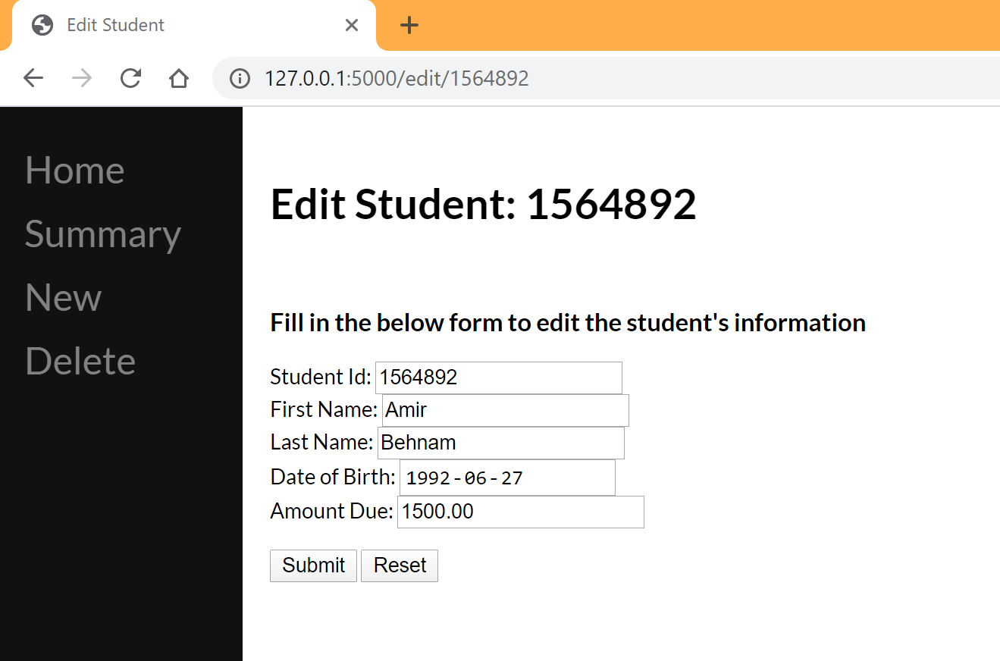 Edit Student
127.0.0.1:5000/edit/1564892
Home
Summary
New
Delete
Edit Student: 1564892
Fill in the below form to edit the student's information
Student Id: 1564892
First Name: Amir
Last Name: Behnam
Date of Birth: 1992-06-27
Amount Due: 1500.00
Submit Reset